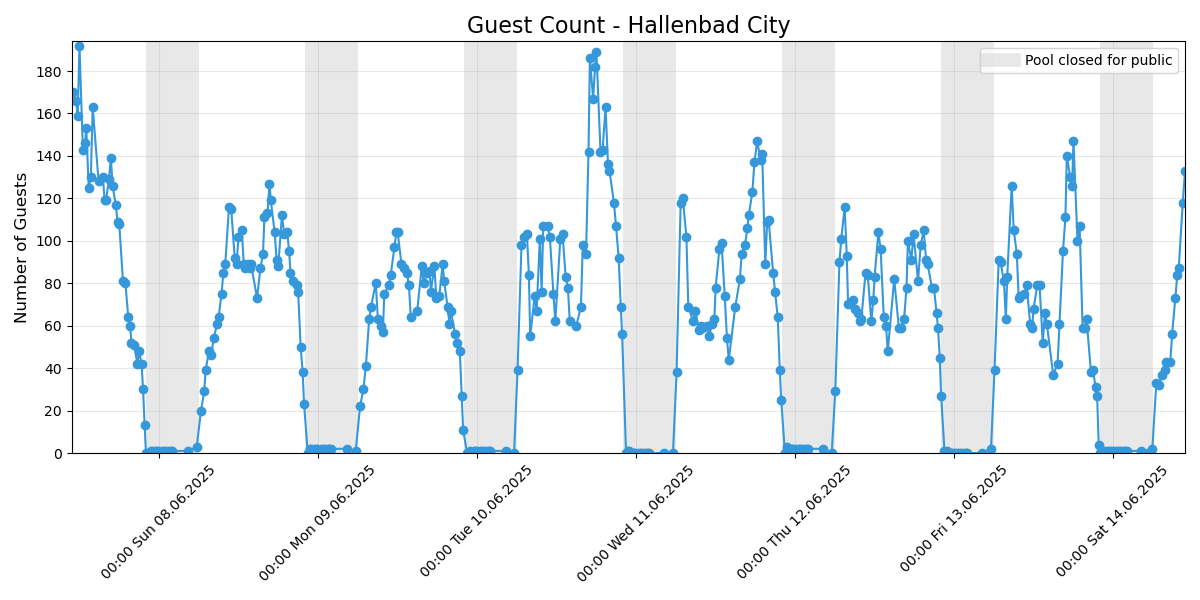 Guest Count - Hallenbad City
Pool closed for public
Number of Guests
180
160
140
120
100
80
60
40
20
0
00:00 Sun 08.06.2025
00:00 Mon 09.06.2025
00:00 Tue 10.06.2025
00:00 Wed 11.06.2025
00:00 Thu 12.06.2025
00:00 Fri 13.06.2025
00:00 Sat 14.06.2025